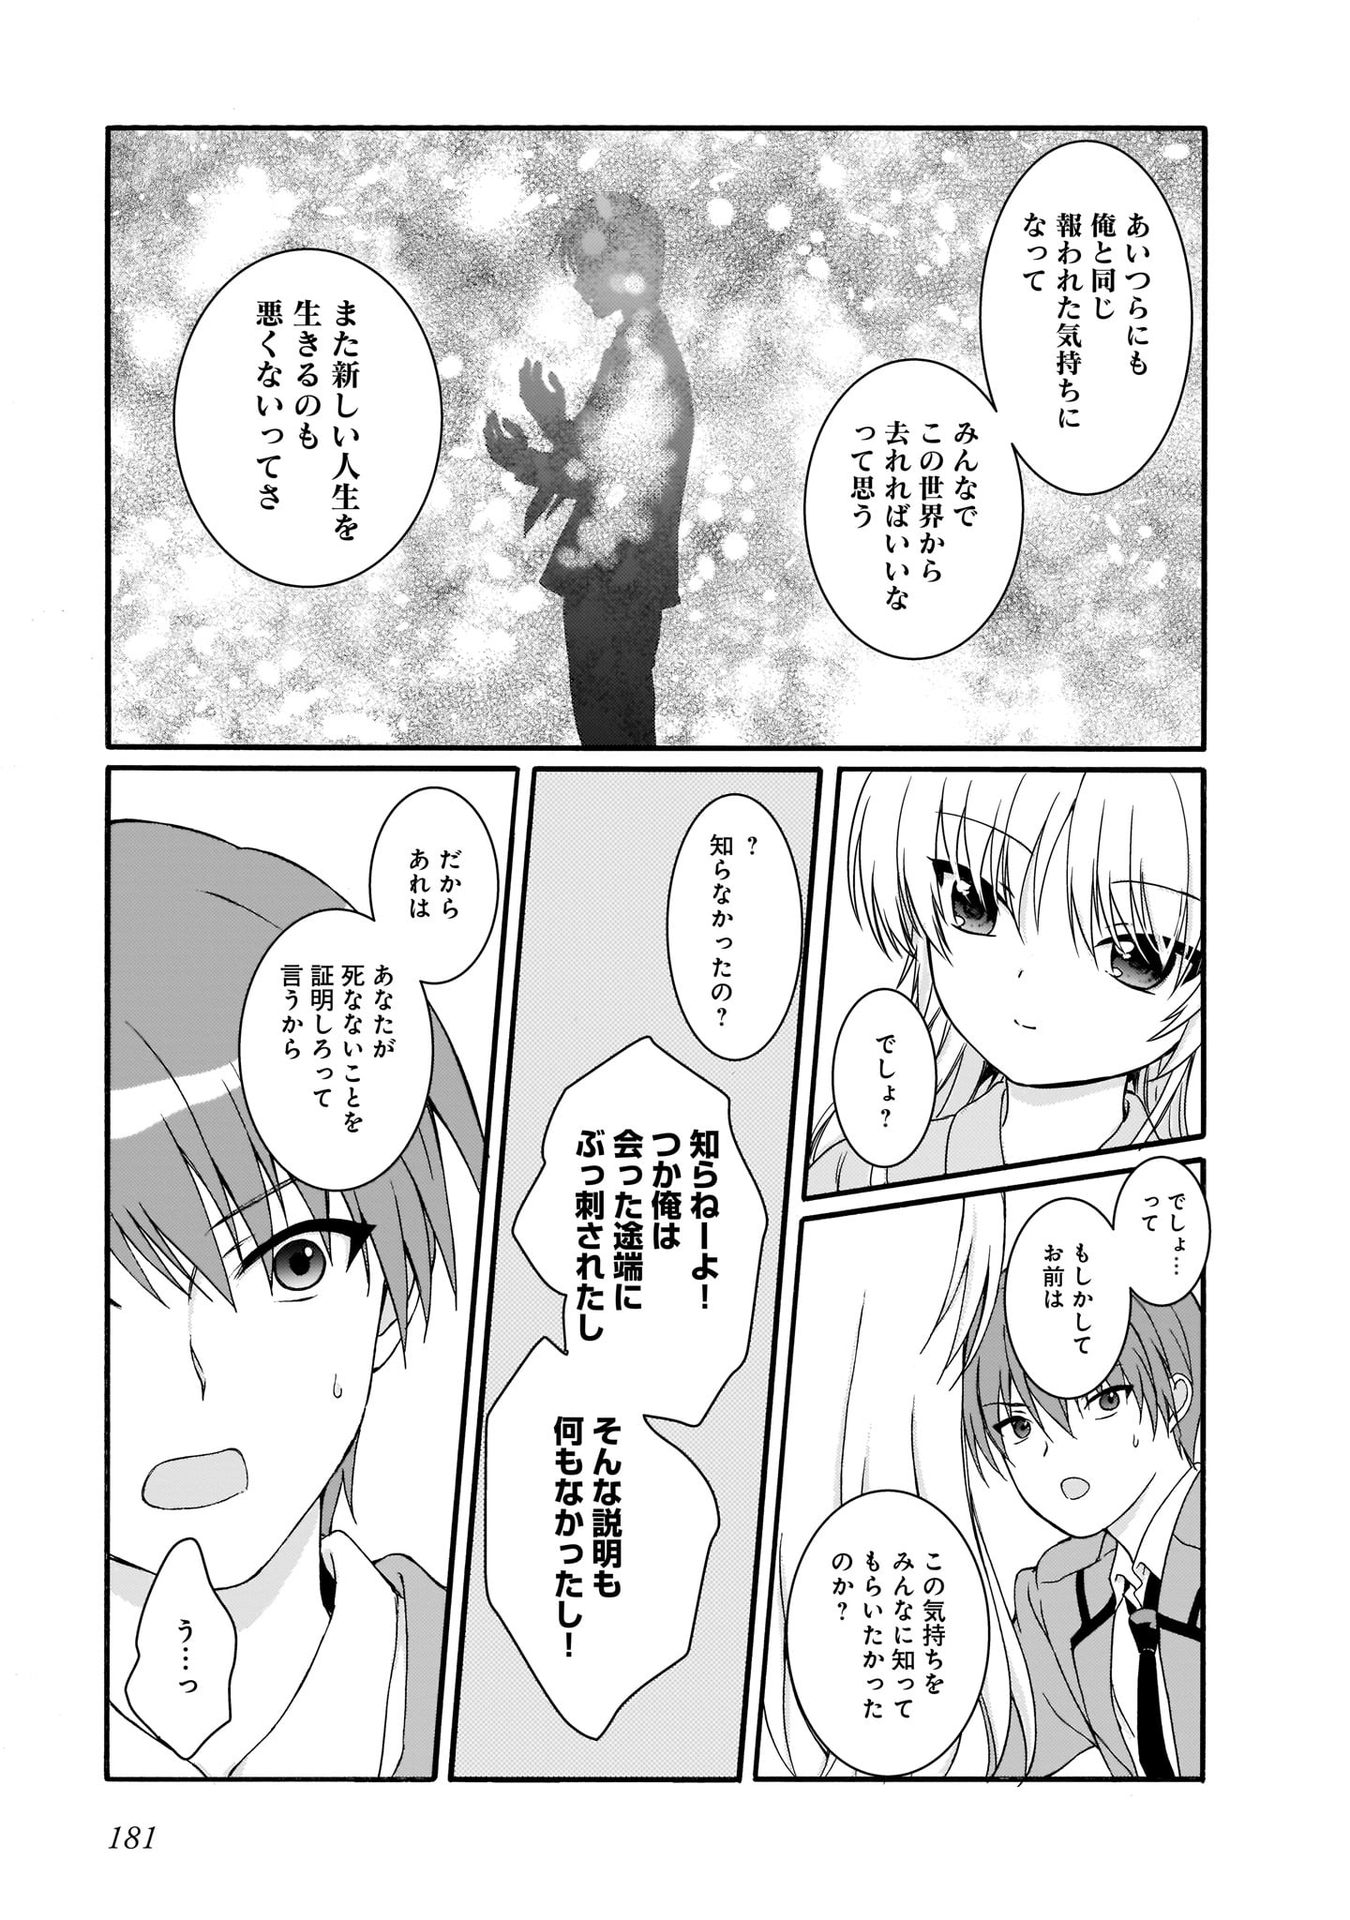 あいつらにも
俺と同じ
報われた気持ちに
なって
みんなで
この世界から
去れればいいな
って思う
また新しい人生を
生きるのも
悪くないってさ
でしょ？
でしょ…
って
もしかして
お前は
この気持ちを
みんなに知って
もらいたかった
のか？
？
知らなかったの？
知らねーよ！
つか俺は
会った途端に
ぶっ刺されたし
そんな説明も
何もなかったし！
だから
あれは
あなたが
死なないことを
証明しろって
言うから
う…っ
181